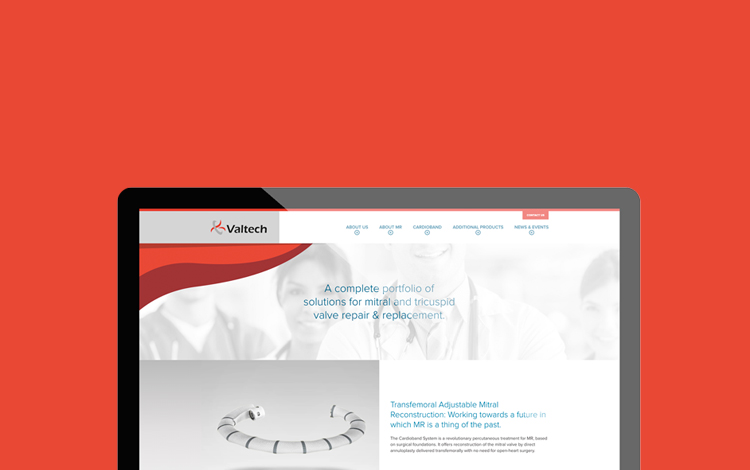 CONTACT US
Valtech
ABOUT US ABOUT MR CARDIOBAND ADDITIONAL PRODUCTS NEWS & EVENTS
A complete portfolio of
solutions for mitral and tricuspid
valve repair & replacement.
Transfemoral Adjustable Mitral
Reconstruction: Working towards a future in
which MR is a thing of the past.
The Cardioband System is a revolutionary percutaneous treatment for MR, based
on surgical foundations. It offers reconstruction of the mitral valve by direct
annuloplasty delivered transfemorally with no need for open-heart surgery.